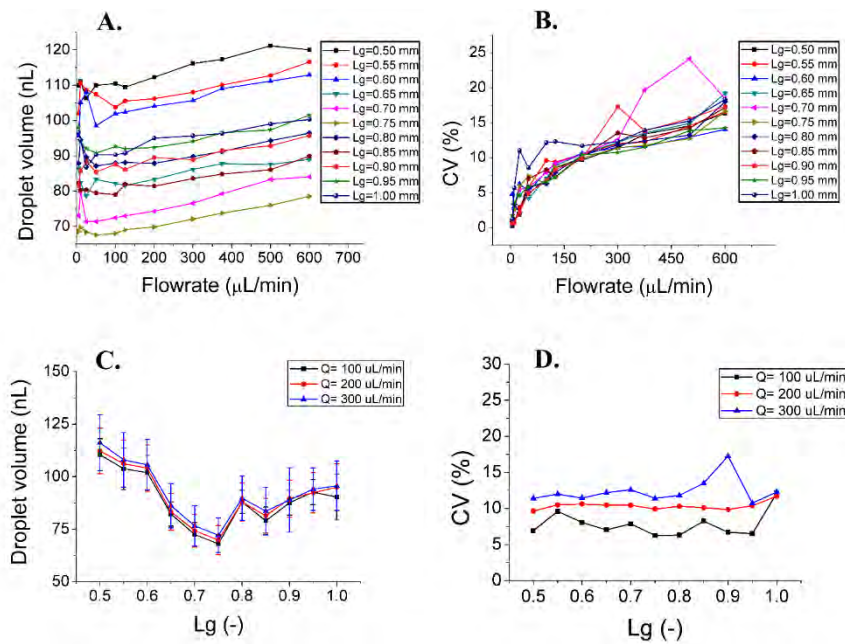 A.
Droplet volume (nL)
120
110
100
90
80
70
0 100 200 300 400 500 600 700
Flowrate (μL/min)
Lg=0.50 mm
Lg=0.55 mm
Lg=0.60 mm
Lg=0.65 mm
Lg=0.70 mm
Lg=0.75 mm
Lg=0.80 mm
Lg=0.85 mm
Lg=0.90 mm
Lg=0.95 mm
Lg=1.00 mm
B.
CV (%)
25
20
15
10
5
0
0 150 300 450 600
Flowrate (μL/min)
Lg=0.50 mm
Lg=0.55 mm
Lg=0.60 mm
Lg=0.65 mm
Lg=0.70 mm
Lg=0.75 mm
Lg=0.80 mm
Lg=0.85 mm
Lg=0.90 mm
Lg=0.95 mm
Lg=1.00 mm
C.
Droplet volume (nL)
150
125
100
75
50
0.5 0.6 0.7 0.8 0.9 1.0
Lg (-)
Q= 100 uL/min
Q= 200 uL/min
Q= 300 uL/min
D.
CV (%)
30
25
20
15
10
5
0
0.5 0.6 0.7 0.8 0.9 1.0
Lg (-)
Q= 100 uL/min
Q= 200 uL/min
Q= 300 uL/min